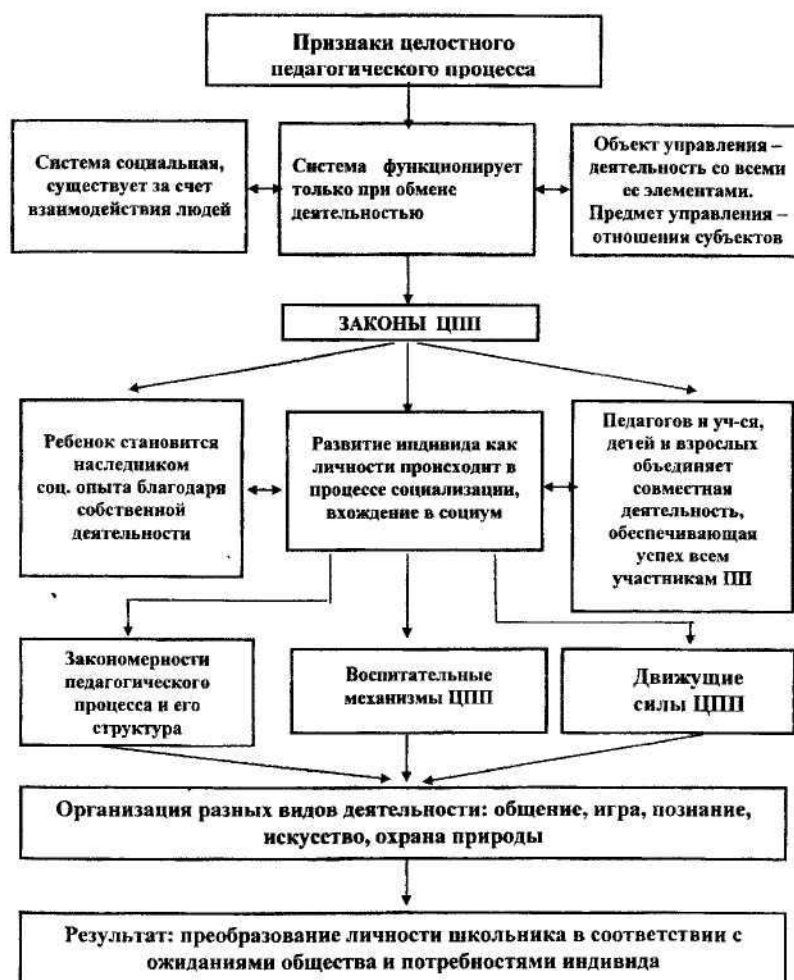 Признаки целостного
педагогического процесса
Система социальная,
существует за счет
взаимодействия людей
Система функционирует
только при обмене
деятельностью
Объект управления –
деятельность со всеми
ее элементами.
Предмет управления –
отношения субъектов
ЗАКОНЫ ЦПП
Ребенок становится
наследником
соц. опыта благодаря
собственной
деятельности
Развитие индивида как
личности происходит в
процессе социализации,
вхождение в социум
Педагогов и уч-ся,
детей и взрослых
объединяет
совместная
деятельность,
обеспечивающая
успех всем
участникам ПП
Закономерности
педагогического
процесса и его
структура
Воспитательные
механизмы ЦПП
Движущие
силы ЦПП
Организация разных видов деятельности: общение, игра, познание,
искусство, охрана природы
Результат: преобразование личности школьника в соответствии с
ожиданиями общества и потребностями индивида